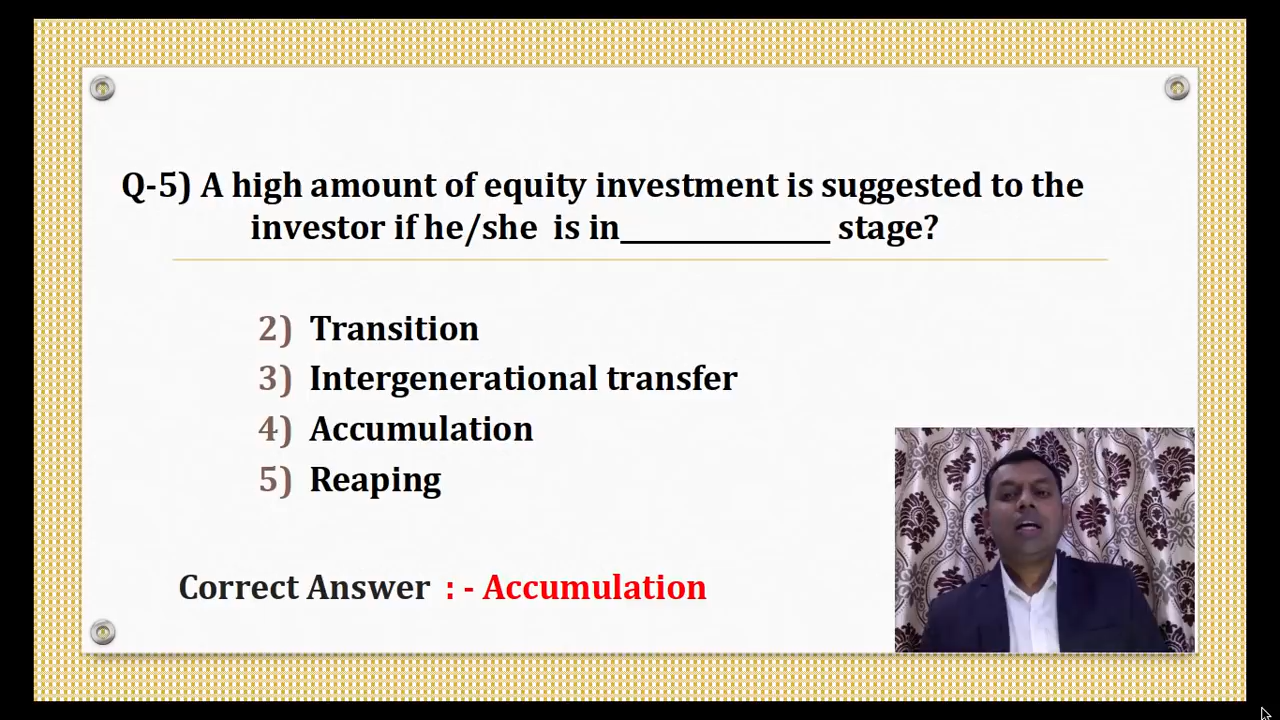 Q-5) A high amount of equity investment is suggested to the
investor if he/she is in______________ stage?
2) Transition
3) Intergenerational transfer
4) Accumulation
5) Reaping
Correct Answer : - Accumulation